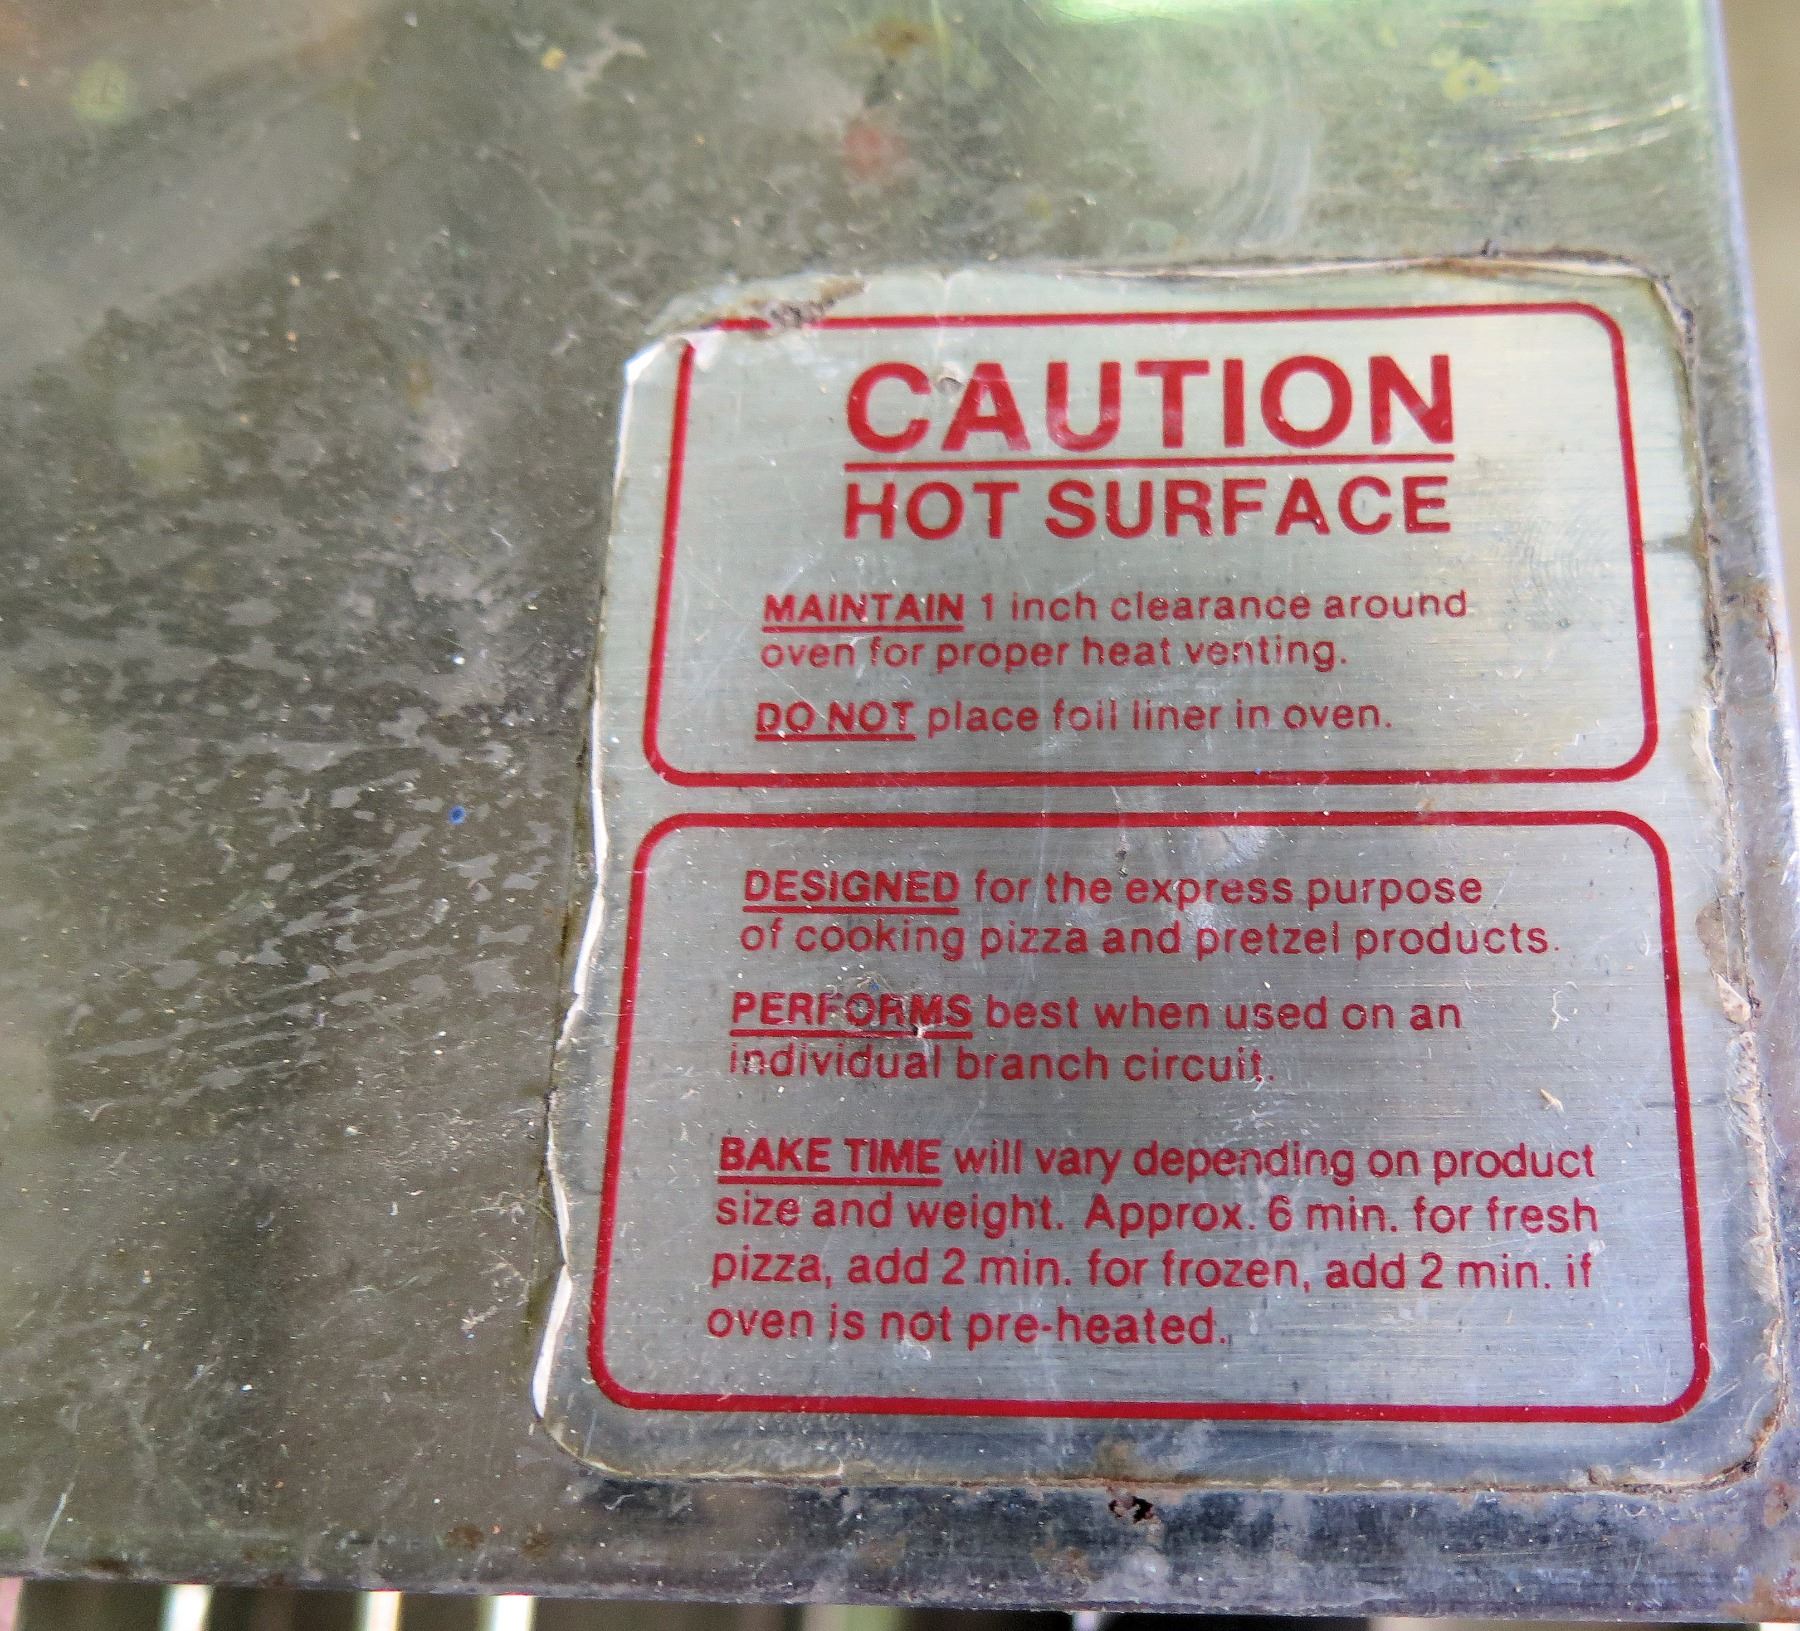 CAUTION
HOT SURFACE
MAINTAIN 1 inch clearance around
oven for proper heat venting.
DO NOT place foil liner in oven.
DESIGNED for the express purpose
of cooking pizza and pretzel products.
PERFORMS best when used on an
individual branch circuit.
BAKE TIME will vary depending on product
size and weight. Approx. 6 min. for fresh
pizza, add 2 min. for frozen, add 2 min. if
oven is not pre-heated.